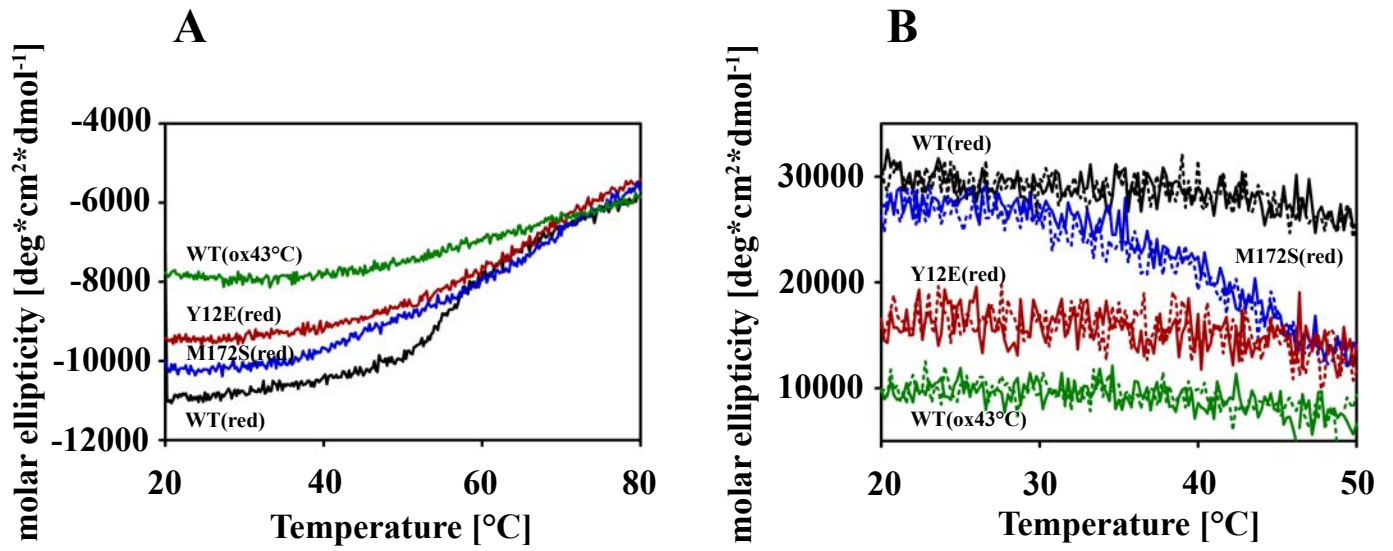 A
molar ellipticity [deg*cm²*dmol⁻¹]
-4000
-6000
-8000
-10000
-12000
WT(ox43°C)
Y12E(red)
M172S(red)
WT(red)
20
40
60
80
Temperature [°C]
B
molar ellipticity [deg*cm²*dmol⁻¹]
30000
20000
10000
WT(red)
M172S(red)
Y12E(red)
WT(ox43°C)
20
30
40
50
Temperature [°C]